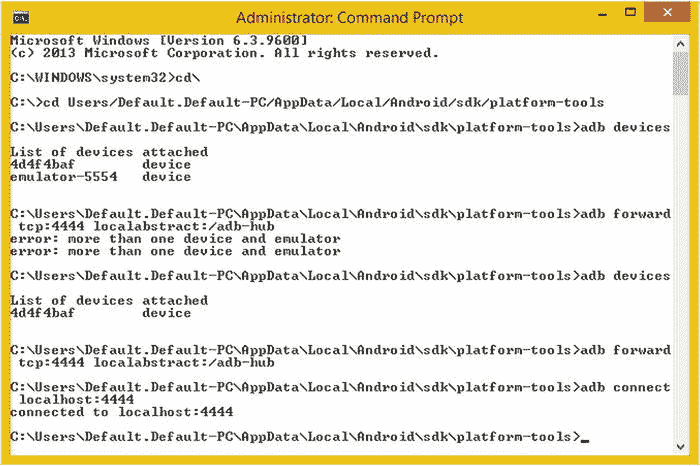 Administrator: Command Prompt
Microsoft Windows [Version 6.3.9600]
(c) 2013 Microsoft Corporation. All rights reserved.
C:\WINDOWS\system32>cd\
C:\>cd Users/Default.Default-PC/AppData/Local/Android/sdk/platform-tools
C:\Users\Default.Default-PC\AppData\Local\Android\sdk\platform-tools>adb devices
List of devices attached
4d4f4baf device
emulator-5554 device
C:\Users\Default.Default-PC\AppData\Local\Android\sdk\platform-tools>adb forward
tcp:4444 localabstract:/adb-hub
error: more than one device and emulator
error: more than one device and emulator
C:\Users\Default.Default-PC\AppData\Local\Android\sdk\platform-tools>adb devices
List of devices attached
4d4f4baf device
C:\Users\Default.Default-PC\AppData\Local\Android\sdk\platform-tools>adb forward
tcp:4444 localabstract:/adb-hub
C:\Users\Default.Default-PC\AppData\Local\Android\sdk\platform-tools>adb connect
localhost:4444
connected to localhost:4444
C:\Users\Default.Default-PC\AppData\Local\Android\sdk\platform-tools>_